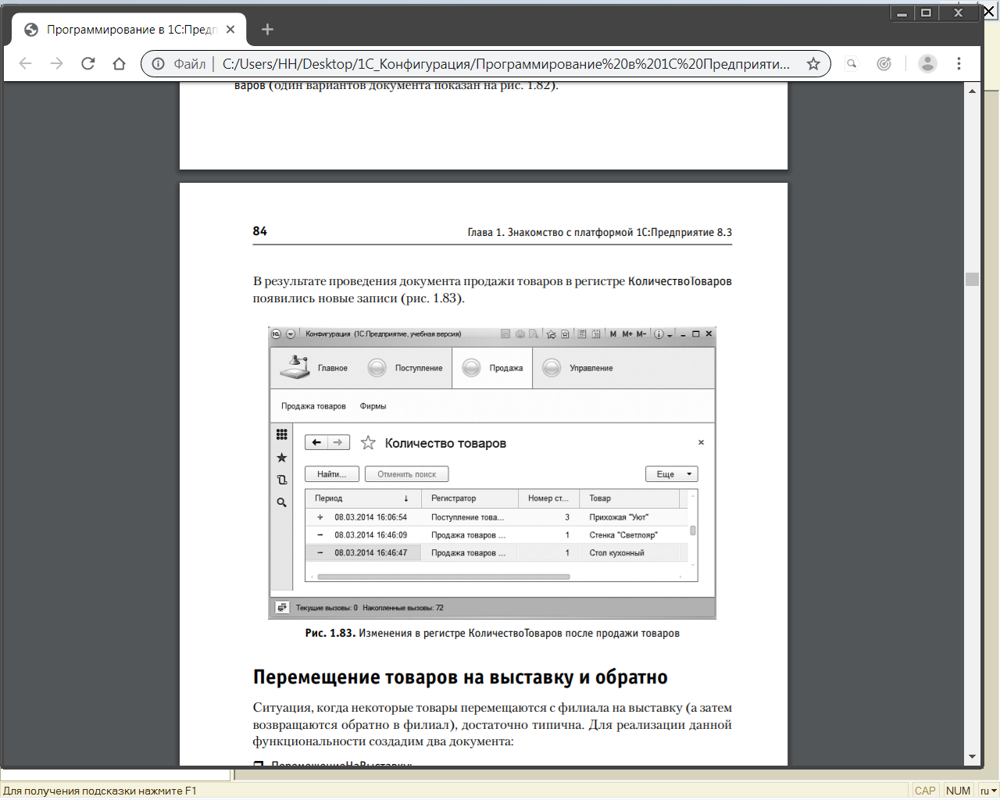 Программирование в 1С:Предп
Файл
C:/Users/HH/Desktop/1С_Конфигурация/Программирование%20в%201С%20Предприяти...
варов (один вариантов документа показан на рис. 1.82).
84
Глава 1. Знакомство с платформой 1С:Предприятие 8.3
В результате проведения документа продажи товаров в регистре КоличествоТоваров
появились новые записи (рис. 1.83).
Конфигурация (1С:Предприятие, учебная версия)
M M+ M-
Главное
Поступление
Продажа
Управление
Продажа товаров
Фирмы
Количество товаров
Найти...
Отменить поиск
Еще
Период
Регистратор
Номер ст...
Товар
08.03.2014 16:06:54 Поступление това... 3 Прихожая "Уют"
08.03.2014 16:46:09 Продажа товаров ... 1 Стенка "Светлояр"
08.03.2014 16:46:47 Продажа товаров ... 1 Стол кухонный
Текущие вызовы: 0 Накопленные вызовы: 72
Рис. 1.83. Изменения в регистре КоличествоТоваров после продажи товаров
Перемещение товаров на выставку и обратно
Ситуация, когда некоторые товары перемещаются с филиала на выставку (а затем
возвращаются обратно в филиал), достаточно типична. Для реализации данной
функциональности создадим два документа:
ПеремещениеНаВыставку;
Для получения подсказки нажмите F1
CAP
NUM
ru